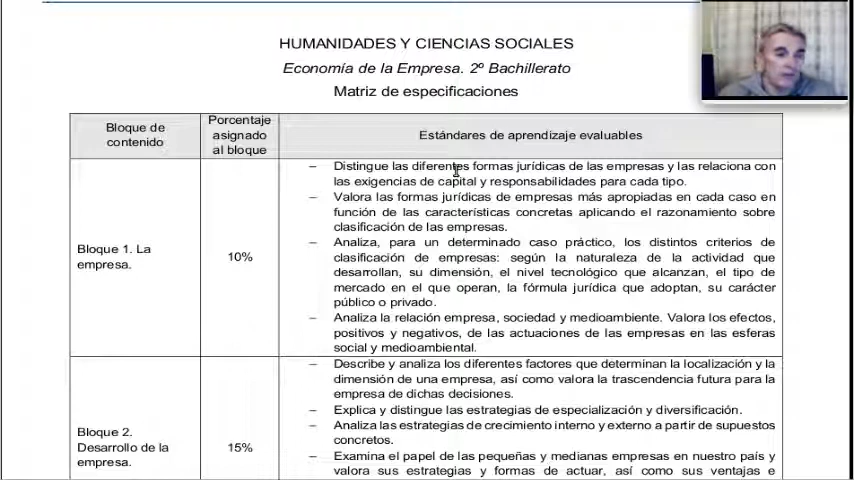 HUMANIDADES Y CIENCIAS SOCIALES
Economía de la Empresa. 2º Bachillerato
Matriz de especificaciones
Bloque de
contenido
Porcentaje
asignado
al bloque
Estándares de aprendizaje evaluables
Bloque 1. La
empresa.
10%
– Distingue las diferentes formas jurídicas de las empresas y las relaciona con
las exigencias de capital y responsabilidades para cada tipo.
– Valora las formas jurídicas de empresas más apropiadas en cada caso en
función de las características concretas aplicando el razonamiento sobre
clasificación de las empresas.
– Analiza, para un determinado caso práctico, los distintos criterios de
clasificación de empresas: según la naturaleza de la actividad que
desarrollan, su dimensión, el nivel tecnológico que alcanzan, el tipo de
mercado en el que operan, la fórmula jurídica que adoptan, su carácter
público o privado.
– Analiza la relación empresa, sociedad y medioambiente. Valora los efectos,
positivos y negativos, de las actuaciones de las empresas en las esferas
social y medioambiental.
Bloque 2.
Desarrollo de la
empresa.
15%
– Describe y analiza los diferentes factores que determinan la localización y la
dimensión de una empresa, así como valora la trascendencia futura para la
empresa de dichas decisiones.
– Explica y distingue las estrategias de especialización y diversificación.
– Analiza las estrategias de crecimiento interno y externo a partir de supuestos
concretos.
– Examina el papel de las pequeñas y medianas empresas en nuestro país y
valora sus estrategias y formas de actuar, así como sus ventajas e